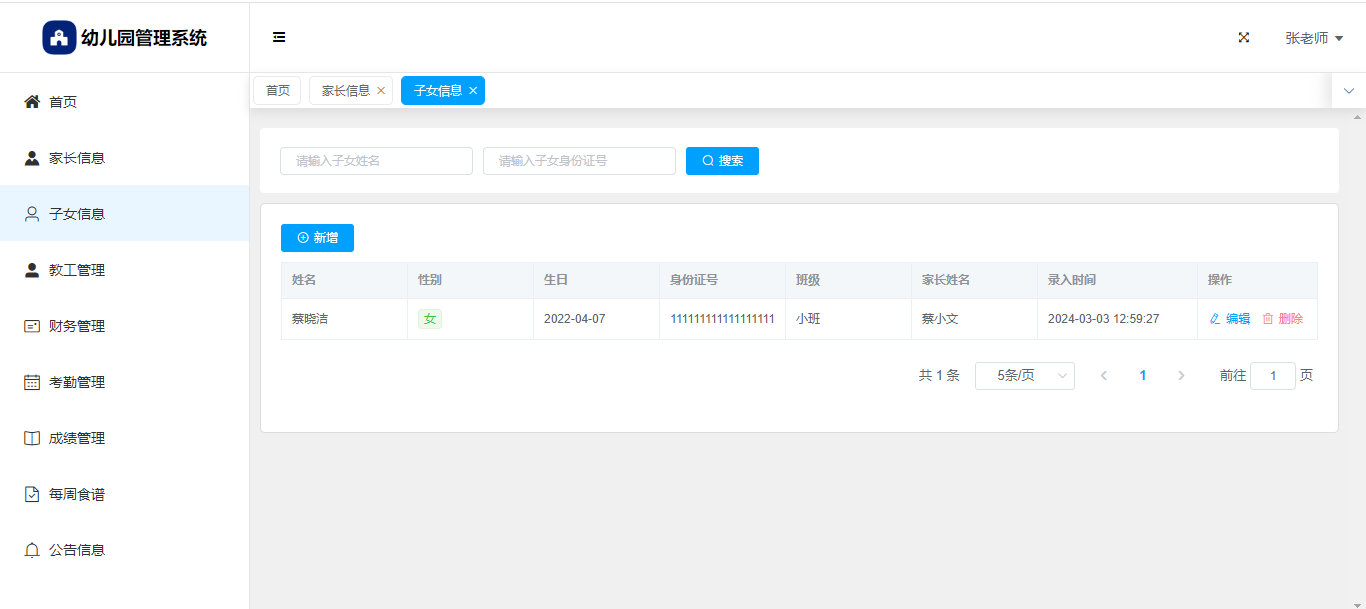 幼儿园管理系统
张老师
首页
家长信息
子女信息
教工管理
财务管理
考勤管理
成绩管理
每周食谱
公告信息
首页 家长信息 子女信息
请输入子女姓名 请输入子女身份证号 搜索
新增
姓名 性别 生日 身份证号 班级 家长姓名 录入时间 操作
蔡晓洁 女 2022-04-07 111111111111111111 小班 蔡小文 2024-03-03 12:59:27 编辑 删除
共 1 条 5条/页 1 前往 1 页